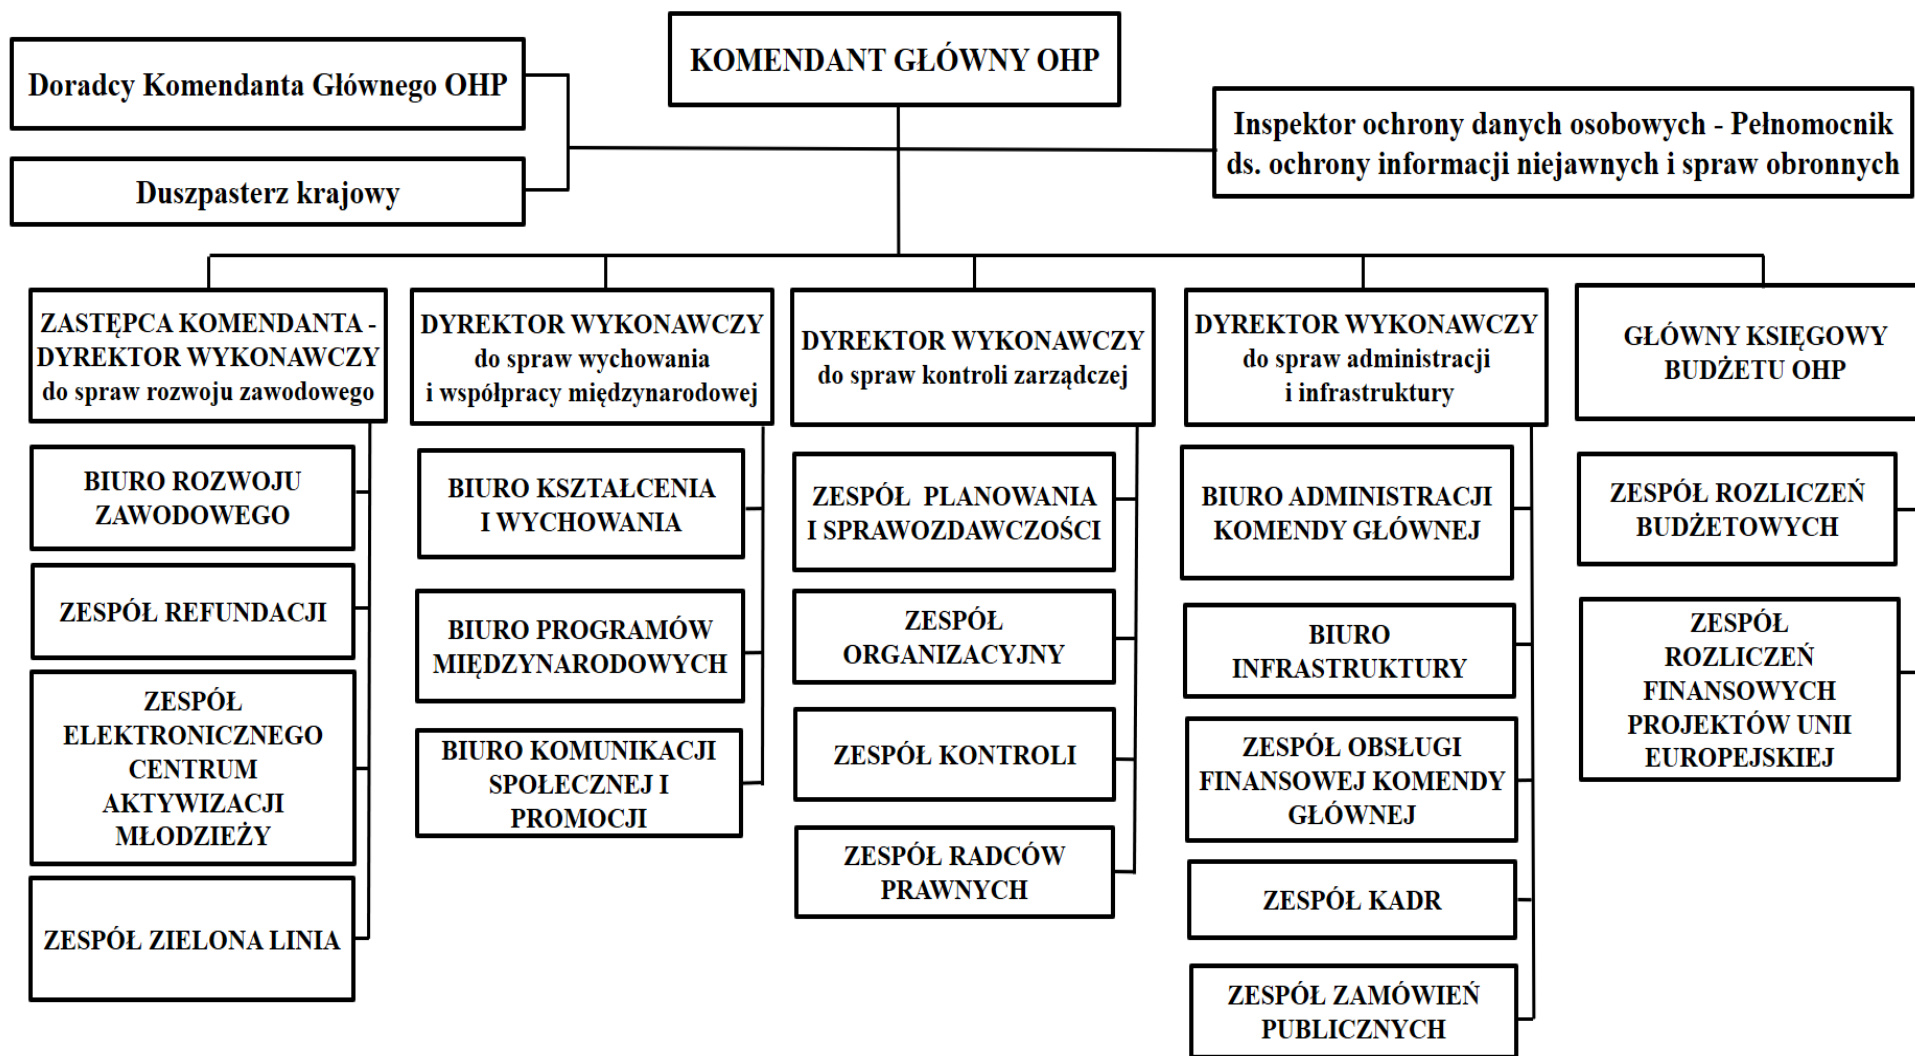 KOMENDANT GŁÓWNY OHP
Doradcy Komendanta Głównego OHP
Duszpasterz krajowy
Inspektor ochrony danych osobowych - Pełnomocnik
ds. ochrony informacji niejawnych i spraw obronnych
ZASTĘPCA KOMENDANTA -
DYREKTOR WYKONAWCZY
do spraw rozwoju zawodowego
BIURO ROZWOJU
ZAWODOWEGO
ZESPÓŁ REFUNDACJI
ZESPÓŁ
ELEKTRONICZNEGO
CENTRUM
AKTYWIZACJI
MŁODZIEŻY
ZESPÓŁ ZIELONA LINIA
DYREKTOR WYKONAWCZY
do spraw wychowania
i współpracy międzynarodowej
BIURO KSZTAŁCENIA
I WYCHOWANIA
BIURO PROGRAMÓW
MIĘDZYNARODOWYCH
BIURO KOMUNIKACJI
SPOŁECZNEJ I
PROMOCJI
DYREKTOR WYKONAWCZY
do spraw kontroli zarządczej
ZESPÓŁ PLANOWANIA
I SPRAWOZDAWCZOŚCI
ZESPÓŁ
ORGANIZACYJNY
ZESPÓŁ KONTROLI
ZESPÓŁ RADCÓW
PRAWNYCH
DYREKTOR WYKONAWCZY
do spraw administracji
i infrastruktury
BIURO ADMINISTRACJI
KOMENDY GŁÓWNEJ
BIURO
INFRASTRUKTURY
ZESPÓŁ OBSŁUGI
FINANSOWEJ KOMENDY
GŁÓWNEJ
ZESPÓŁ KADR
ZESPÓŁ ZAMÓWIEŃ
PUBLICZNYCH
GŁÓWNY KSIĘGOWY
BUDŻETU OHP
ZESPÓŁ ROZLICZEŃ
BUDŻETOWYCH
ZESPÓŁ
ROZLICZEŃ
FINANSOWYCH
PROJEKTÓW UNII
EUROPEJSKIEJ